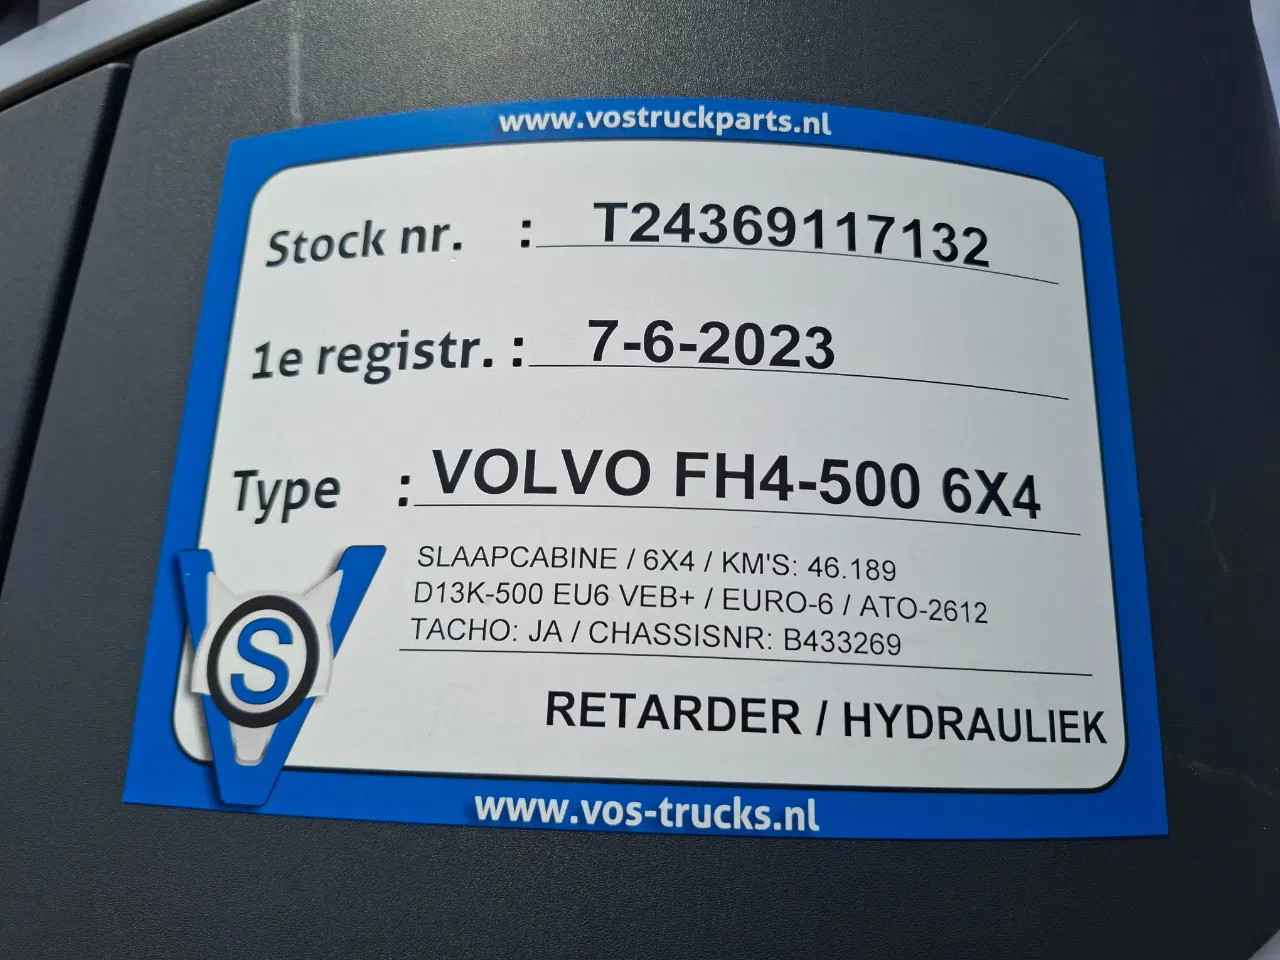 www.vostruckparts.nl
Stock nr. : T24369117132
1e registr. : 7-6-2023
Type : VOLVO FH4-500 6X4
SLAAPCABINE / 6X4 / KM'S: 46.189
D13K-500 EU6 VEB+ / EURO-6 / ATO-2612
TACHO: JA / CHASSISNR: B433269
S
RETARDER / HYDRAULIEK
www.vos-trucks.nl